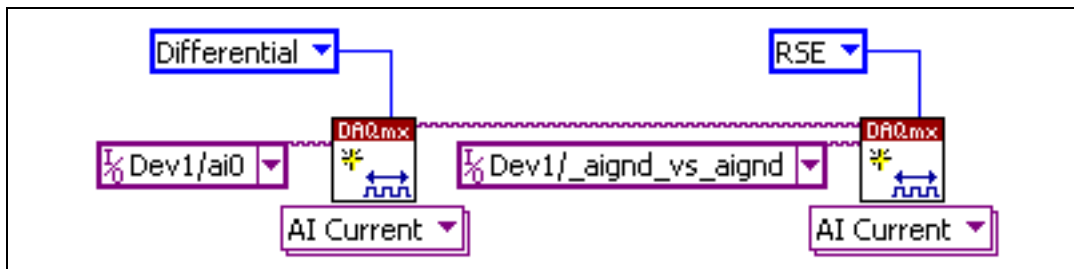 Differential
RSE
DAQmx
DAQmx
I/O Dev1/ai0
I/O Dev1/_aignd_vs_aignd
AI Current
AI Current